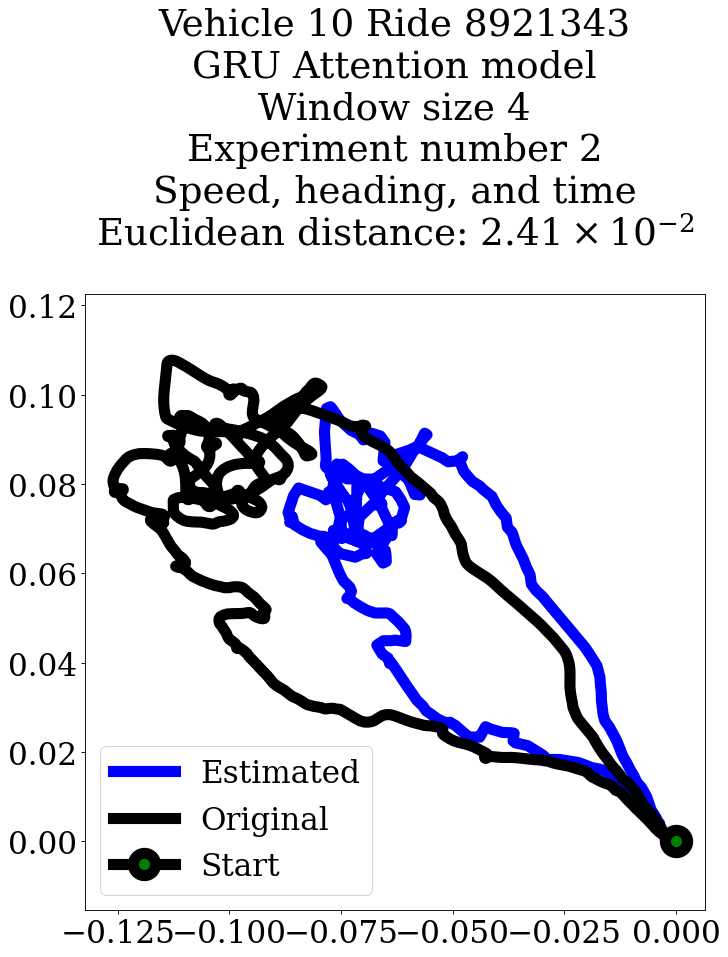 Vehicle 10 Ride 8921343
GRU Attention model
Window size 4
Experiment number 2
Speed, heading, and time
Euclidean distance: 2.41 × 10⁻²
0.12
0.10
0.08
0.06
0.04
0.02
0.00
Estimated
Original
Start
−0.125 −0.100 −0.075 −0.050 −0.025 0.000